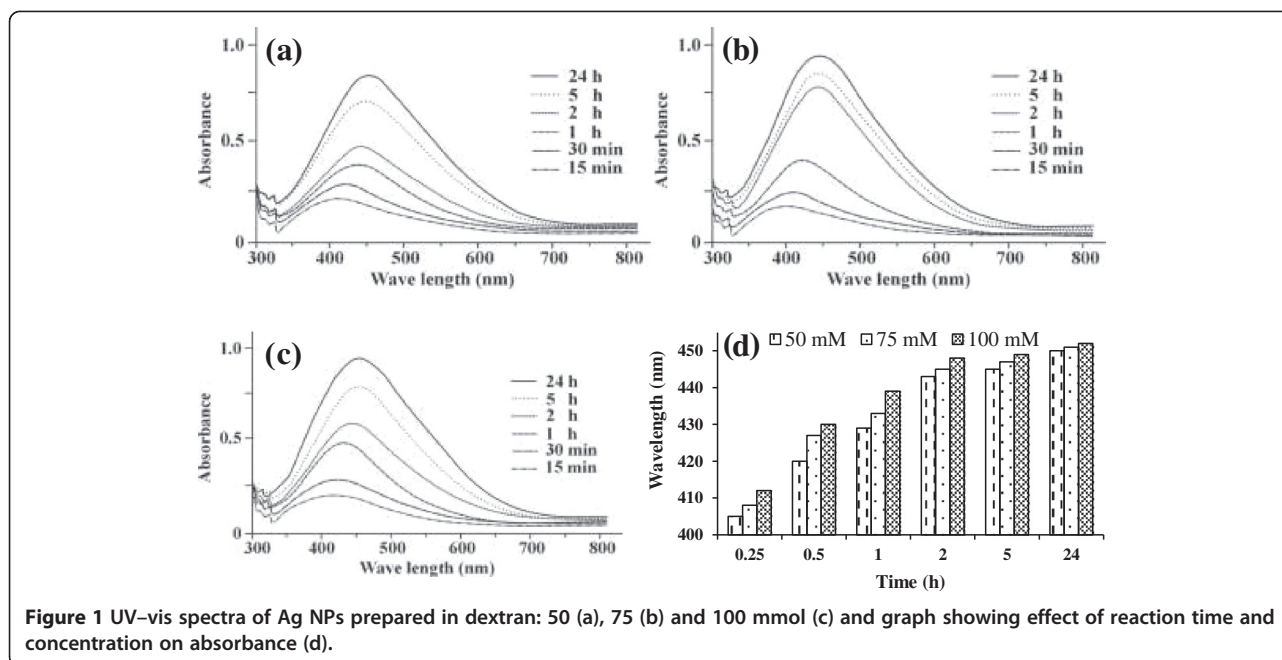 (a)
1.0
0.5
0
Absorbance
24 h
5 h
2 h
1 h
30 min
15 min
300 400 500 600 700 800
Wave length (nm)
(b)
1.0
0.5
0
Absorbance
24 h
5 h
2 h
1 h
30 min
15 min
300 400 500 600 700 800
Wave length (nm)
(c)
1.0
0.5
0
Absorbance
24 h
5 h
2 h
1 h
30 min
15 min
300 400 500 600 700 800
Wave length (nm)
(d)
50 mM 75 mM 100 mM
450
440
430
420
410
400
Wavelength (nm)
0.25 0.5 1 2 5 24
Time (h)
Figure 1 UV–vis spectra of Ag NPs prepared in dextran: 50 (a), 75 (b) and 100 mmol (c) and graph showing effect of reaction time and
concentration on absorbance (d).